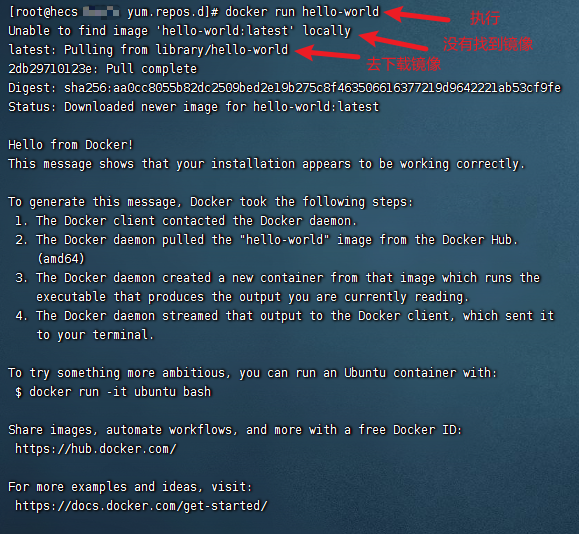 [root@hecs yum.repos.d]# docker run hello-world 执行
Unable to find image 'hello-world:latest' locally 没有找到镜像
latest: Pulling from library/hello-world 去下载镜像
2db29710123e: Pull complete
Digest: sha256:aa0cc8055b82dc2509bed2e19b275c8f463506616377219d9642221ab53cf9fe
Status: Downloaded newer image for hello-world:latest
Hello from Docker!
This message shows that your installation appears to be working correctly.
To generate this message, Docker took the following steps:
1. The Docker client contacted the Docker daemon.
2. The Docker daemon pulled the "hello-world" image from the Docker Hub.
(amd64)
3. The Docker daemon created a new container from that image which runs the
executable that produces the output you are currently reading.
4. The Docker daemon streamed that output to the Docker client, which sent it
to your terminal.
To try something more ambitious, you can run an Ubuntu container with:
$ docker run -it ubuntu bash
Share images, automate workflows, and more with a free Docker ID:
https://hub.docker.com/
For more examples and ideas, visit:
https://docs.docker.com/get-started/